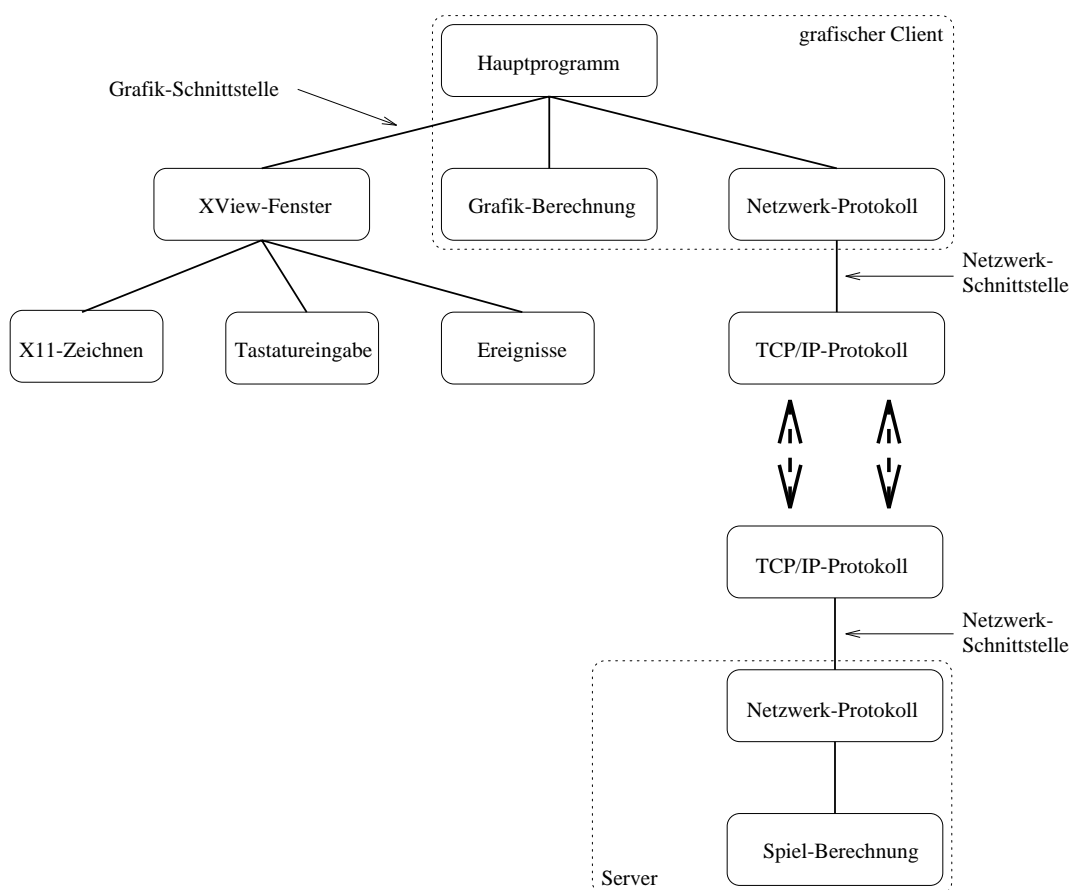 grafischer Client
Hauptprogramm
Grafik-Schnittstelle
XView-Fenster
Grafik-Berechnung
Netzwerk-Protokoll
Netzwerk-
Schnittstelle
X11-Zeichnen
Tastatureingabe
Ereignisse
TCP/IP-Protokoll
TCP/IP-Protokoll
Netzwerk-
Schnittstelle
Netzwerk-Protokoll
Spiel-Berechnung
Server